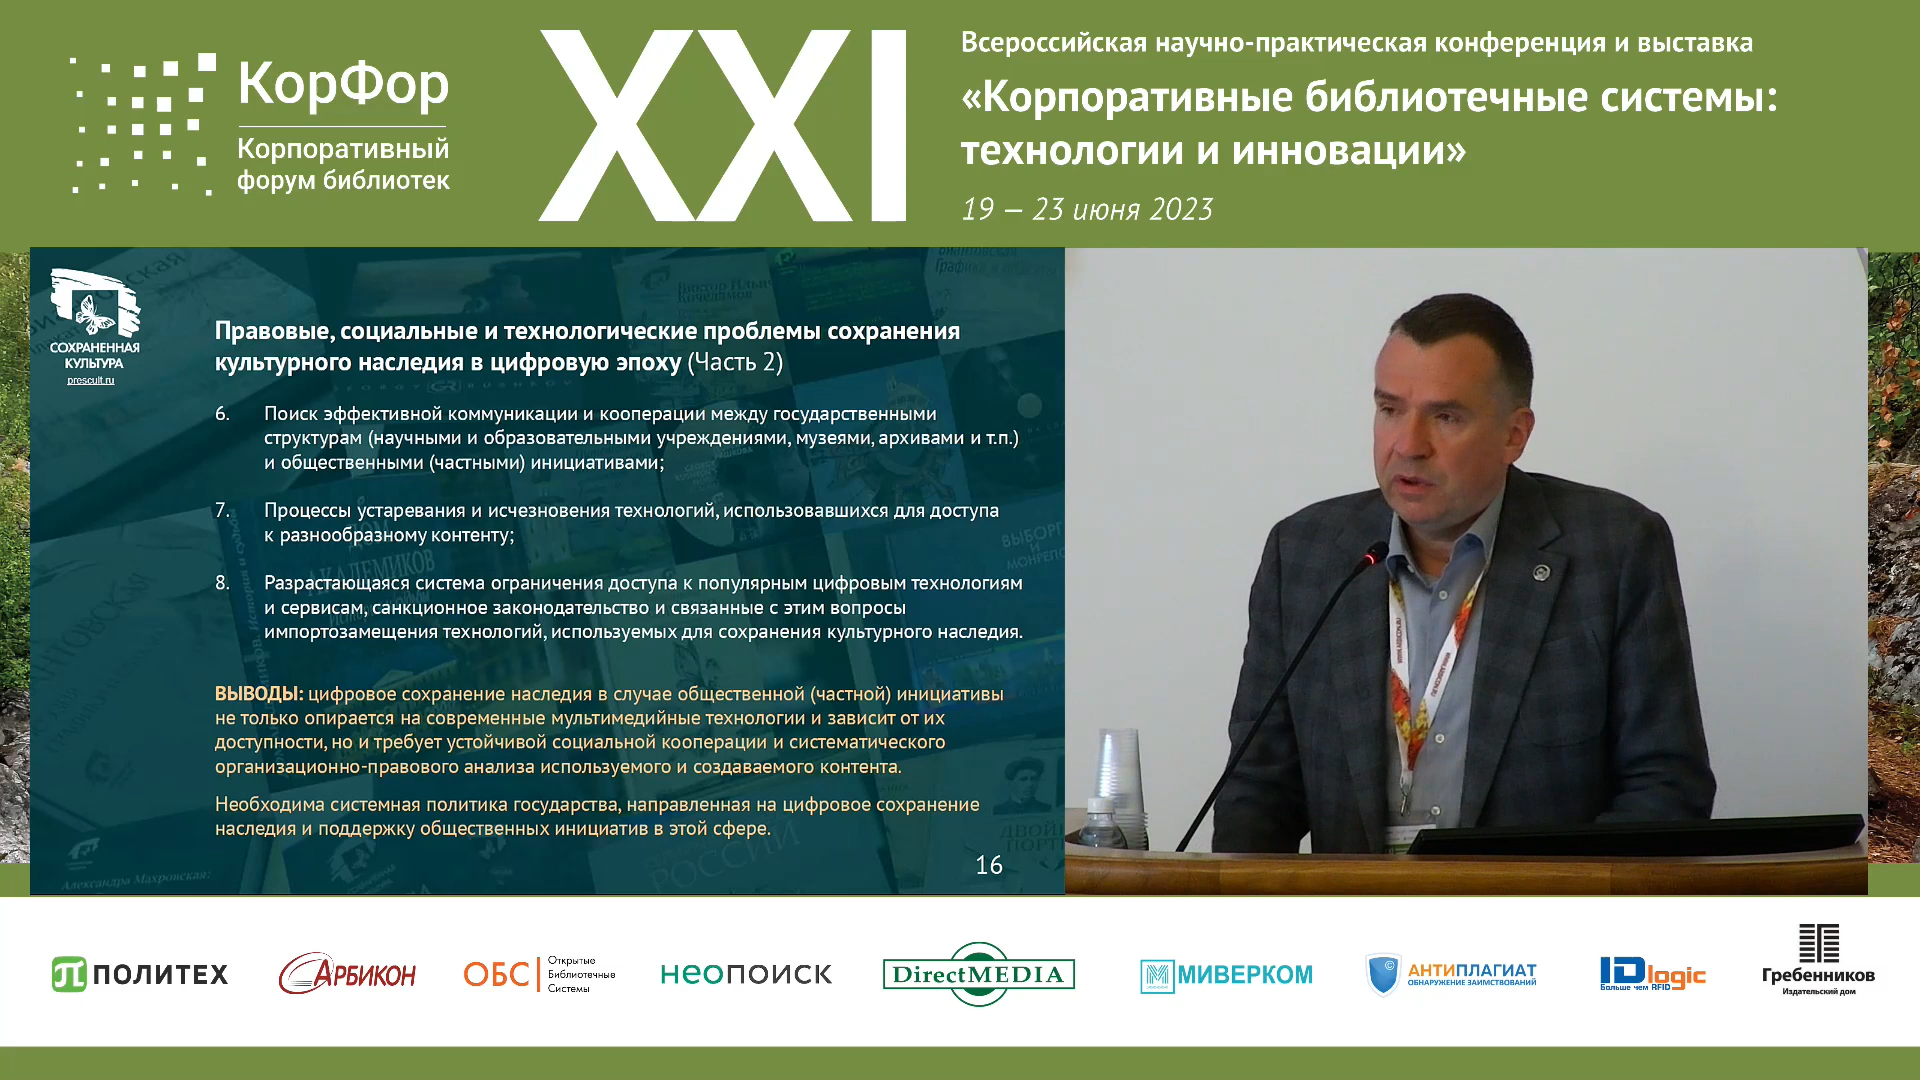 КорФор
Корпоративный
форум библиотек
XXI
Всероссийская научно-практическая конференция и выставка
«Корпоративные библиотечные системы:
технологии и инновации»
19 — 23 июня 2023
СОХРАНЕННАЯ
КУЛЬТУРА
prescult.ru
Правовые, социальные и технологические проблемы сохранения
культурного наследия в цифровую эпоху (Часть 2)
6. Поиск эффективной коммуникации и кооперации между государственными
структурам (научными и образовательными учреждениями, музеями, архивами и т.п.)
и общественными (частными) инициативами;
7. Процессы устаревания и исчезновения технологий, использовавшихся для доступа
к разнообразному контенту;
8. Разрастающаяся система ограничения доступа к популярным цифровым технологиям
и сервисам, санкционное законодательство и связанные с этим вопросы
импортозамещения технологий, используемых для сохранения культурного наследия.
ВЫВОДЫ: цифровое сохранение наследия в случае общественной (частной) инициативы
не только опирается на современные мультимедийные технологии и зависит от их
доступности, но и требует устойчивой социальной кооперации и систематического
организационно-правового анализа используемого и создаваемого контента.
Необходима системная политика государства, направленная на цифровое сохранение
наследия и поддержку общественных инициатив в этой сфере.
16
ПОЛИТЕХ
АРБИКОН
ОБС
Открытые
Библиотечные
Системы
неопоиск
DirectMEDIA
МИВЕРКОМ
АНТИПЛАГИАТ
ОБНАРУЖЕНИЕ ЗАИМСТВОВАНИЙ
IDlogic
Больше чем RFID
Гребенников
Издательский дом